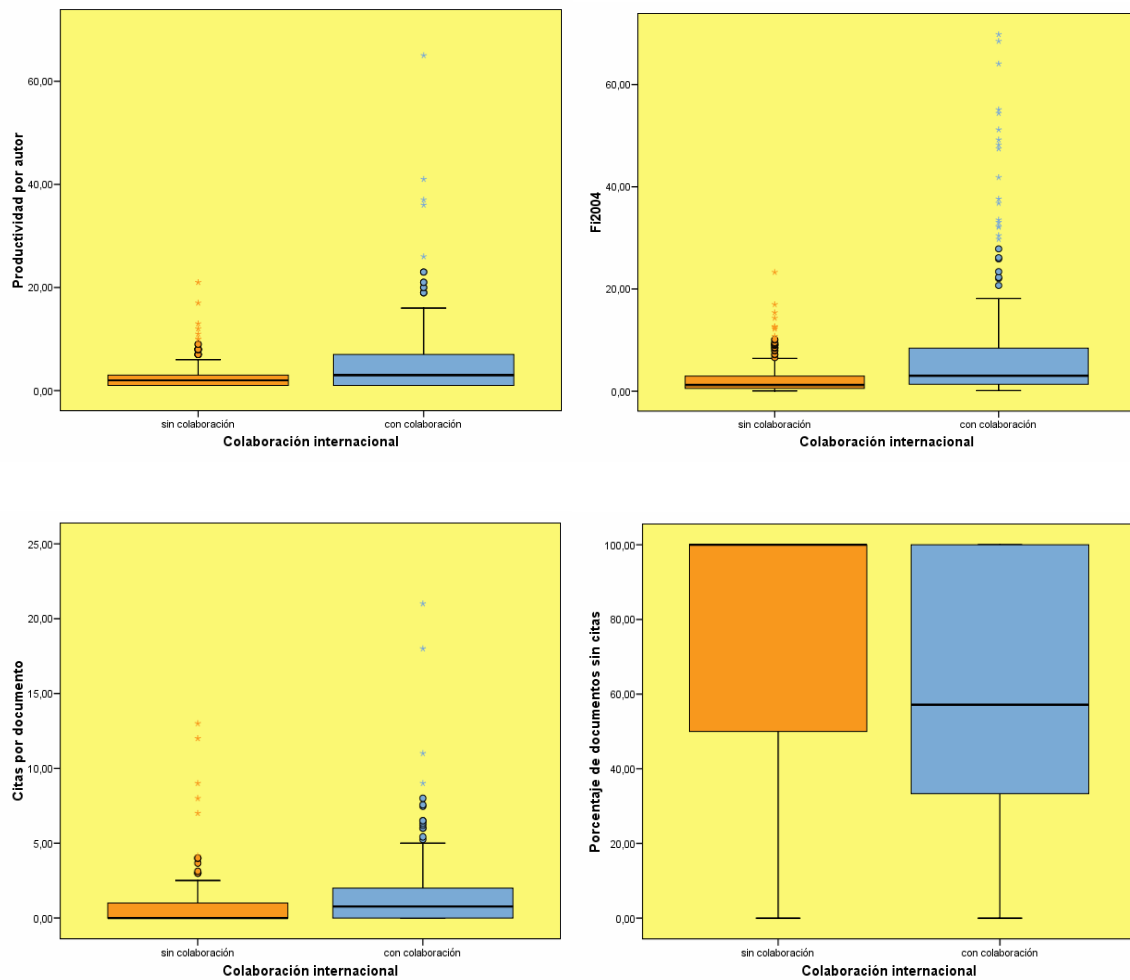 Productividad por autor
60,00
40,00
20,00
0,00
sin colaboración
con colaboración
Colaboración internacional
Fi2004
60,00
40,00
20,00
0,00
sin colaboración
con colaboración
Colaboración internacional
Citas por documento
25,00
20,00
15,00
10,00
5,00
0,00
sin colaboración
con colaboración
Colaboración internacional
Porcentaje de documentos sin citas
100,00
80,00
60,00
40,00
20,00
0,00
sin colaboración
con colaboración
Colaboración internacional